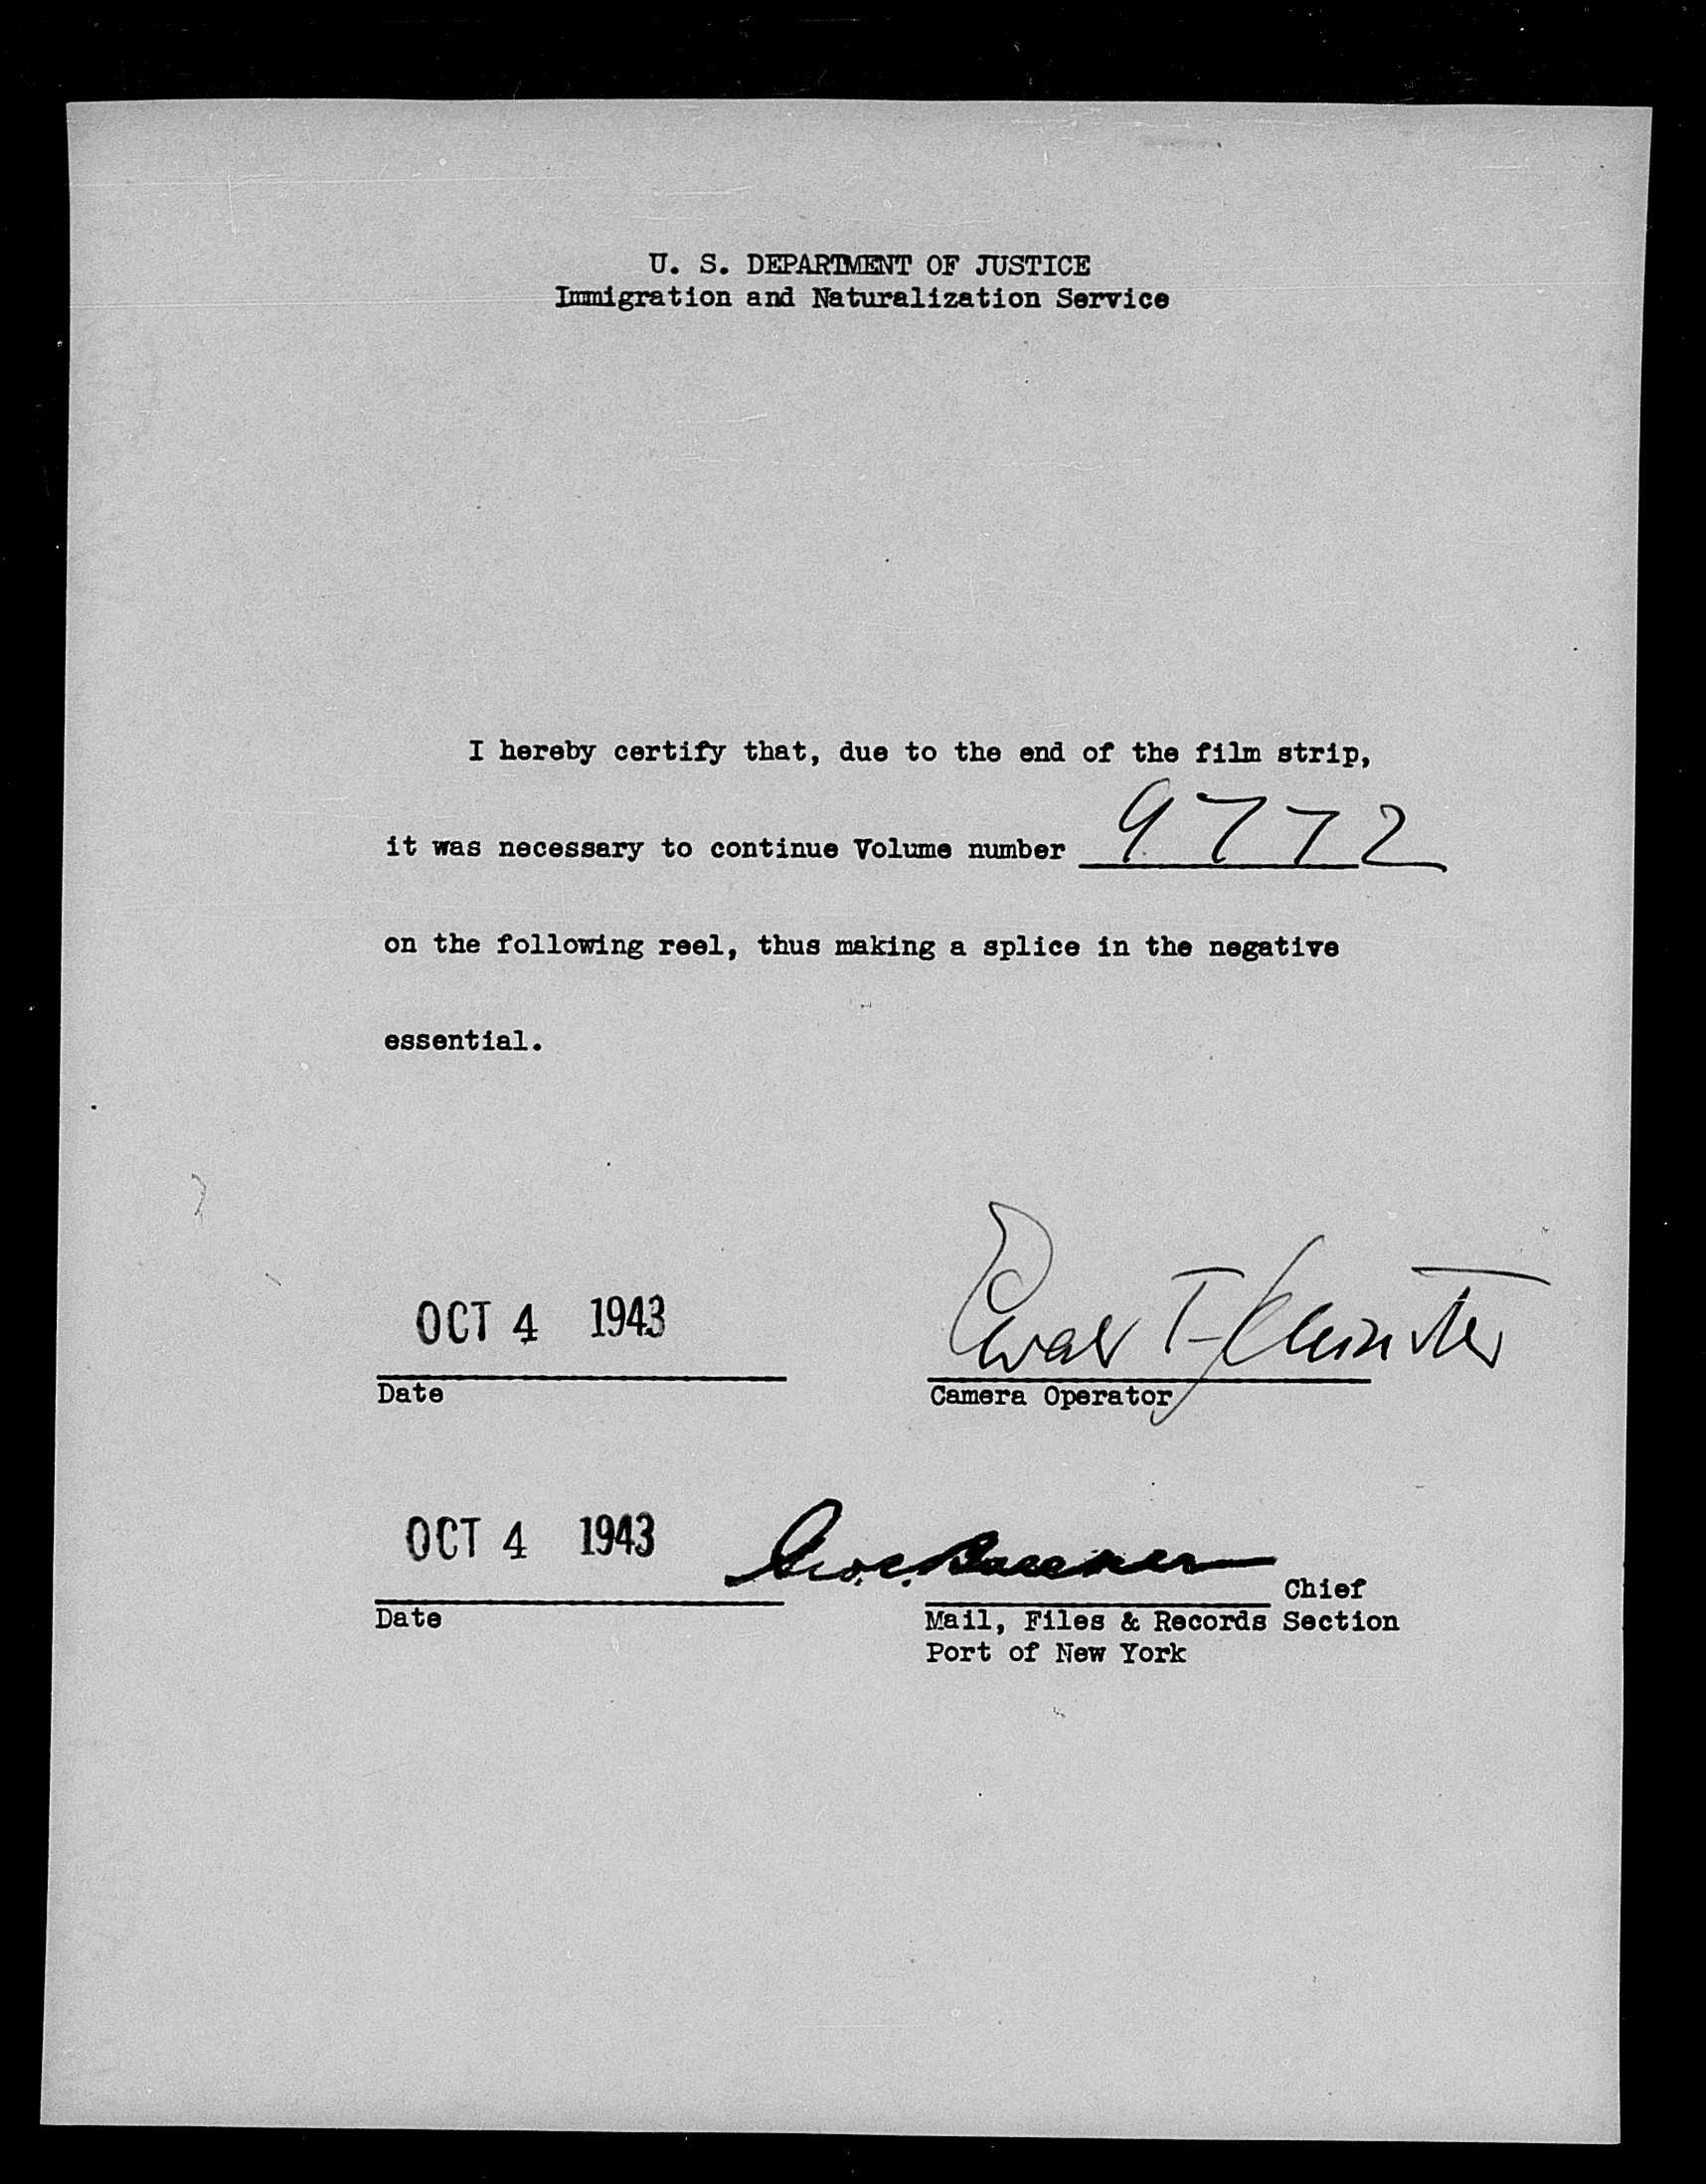 U. S. DEPARTMENT OF JUSTICE
Immigration and Naturalization Service
I hereby certify that, due to the end of the film strip,
it was necessary to continue Volume number 9772
on the following reel, thus making a splice in the negative
essential.
OCT 4 1943
Date
Camera Operator
OCT 4 1943
Chief
Date
Mail, Files & Records Section
Port of New York